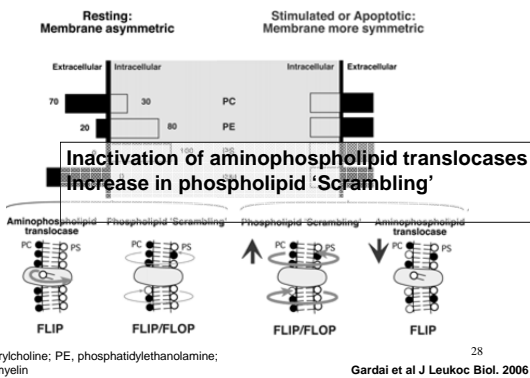 Resting:
Membrane asymmetric
Stimulated or Apoptotic:
Membrane more symmetric
Extracellular Intracellular
Intracellular Extracellular
70 30 PC
20 80 PE
100
Inactivation of aminophospholipid translocases
Increase in phospholipid ‘Scrambling’
Aminophospholipid translocase
Phospholipid 'Scrambling'
Phospholipid 'Scrambling'
Aminophospholipid translocase
PC PS
PC PS
PC PS
PC PS
FLIP
FLIP/FLOP
FLIP/FLOP
FLIP
rylcholine; PE, phosphatidylethanolamine;
myelin
28
Gardai et al J Leukoc Biol. 2006